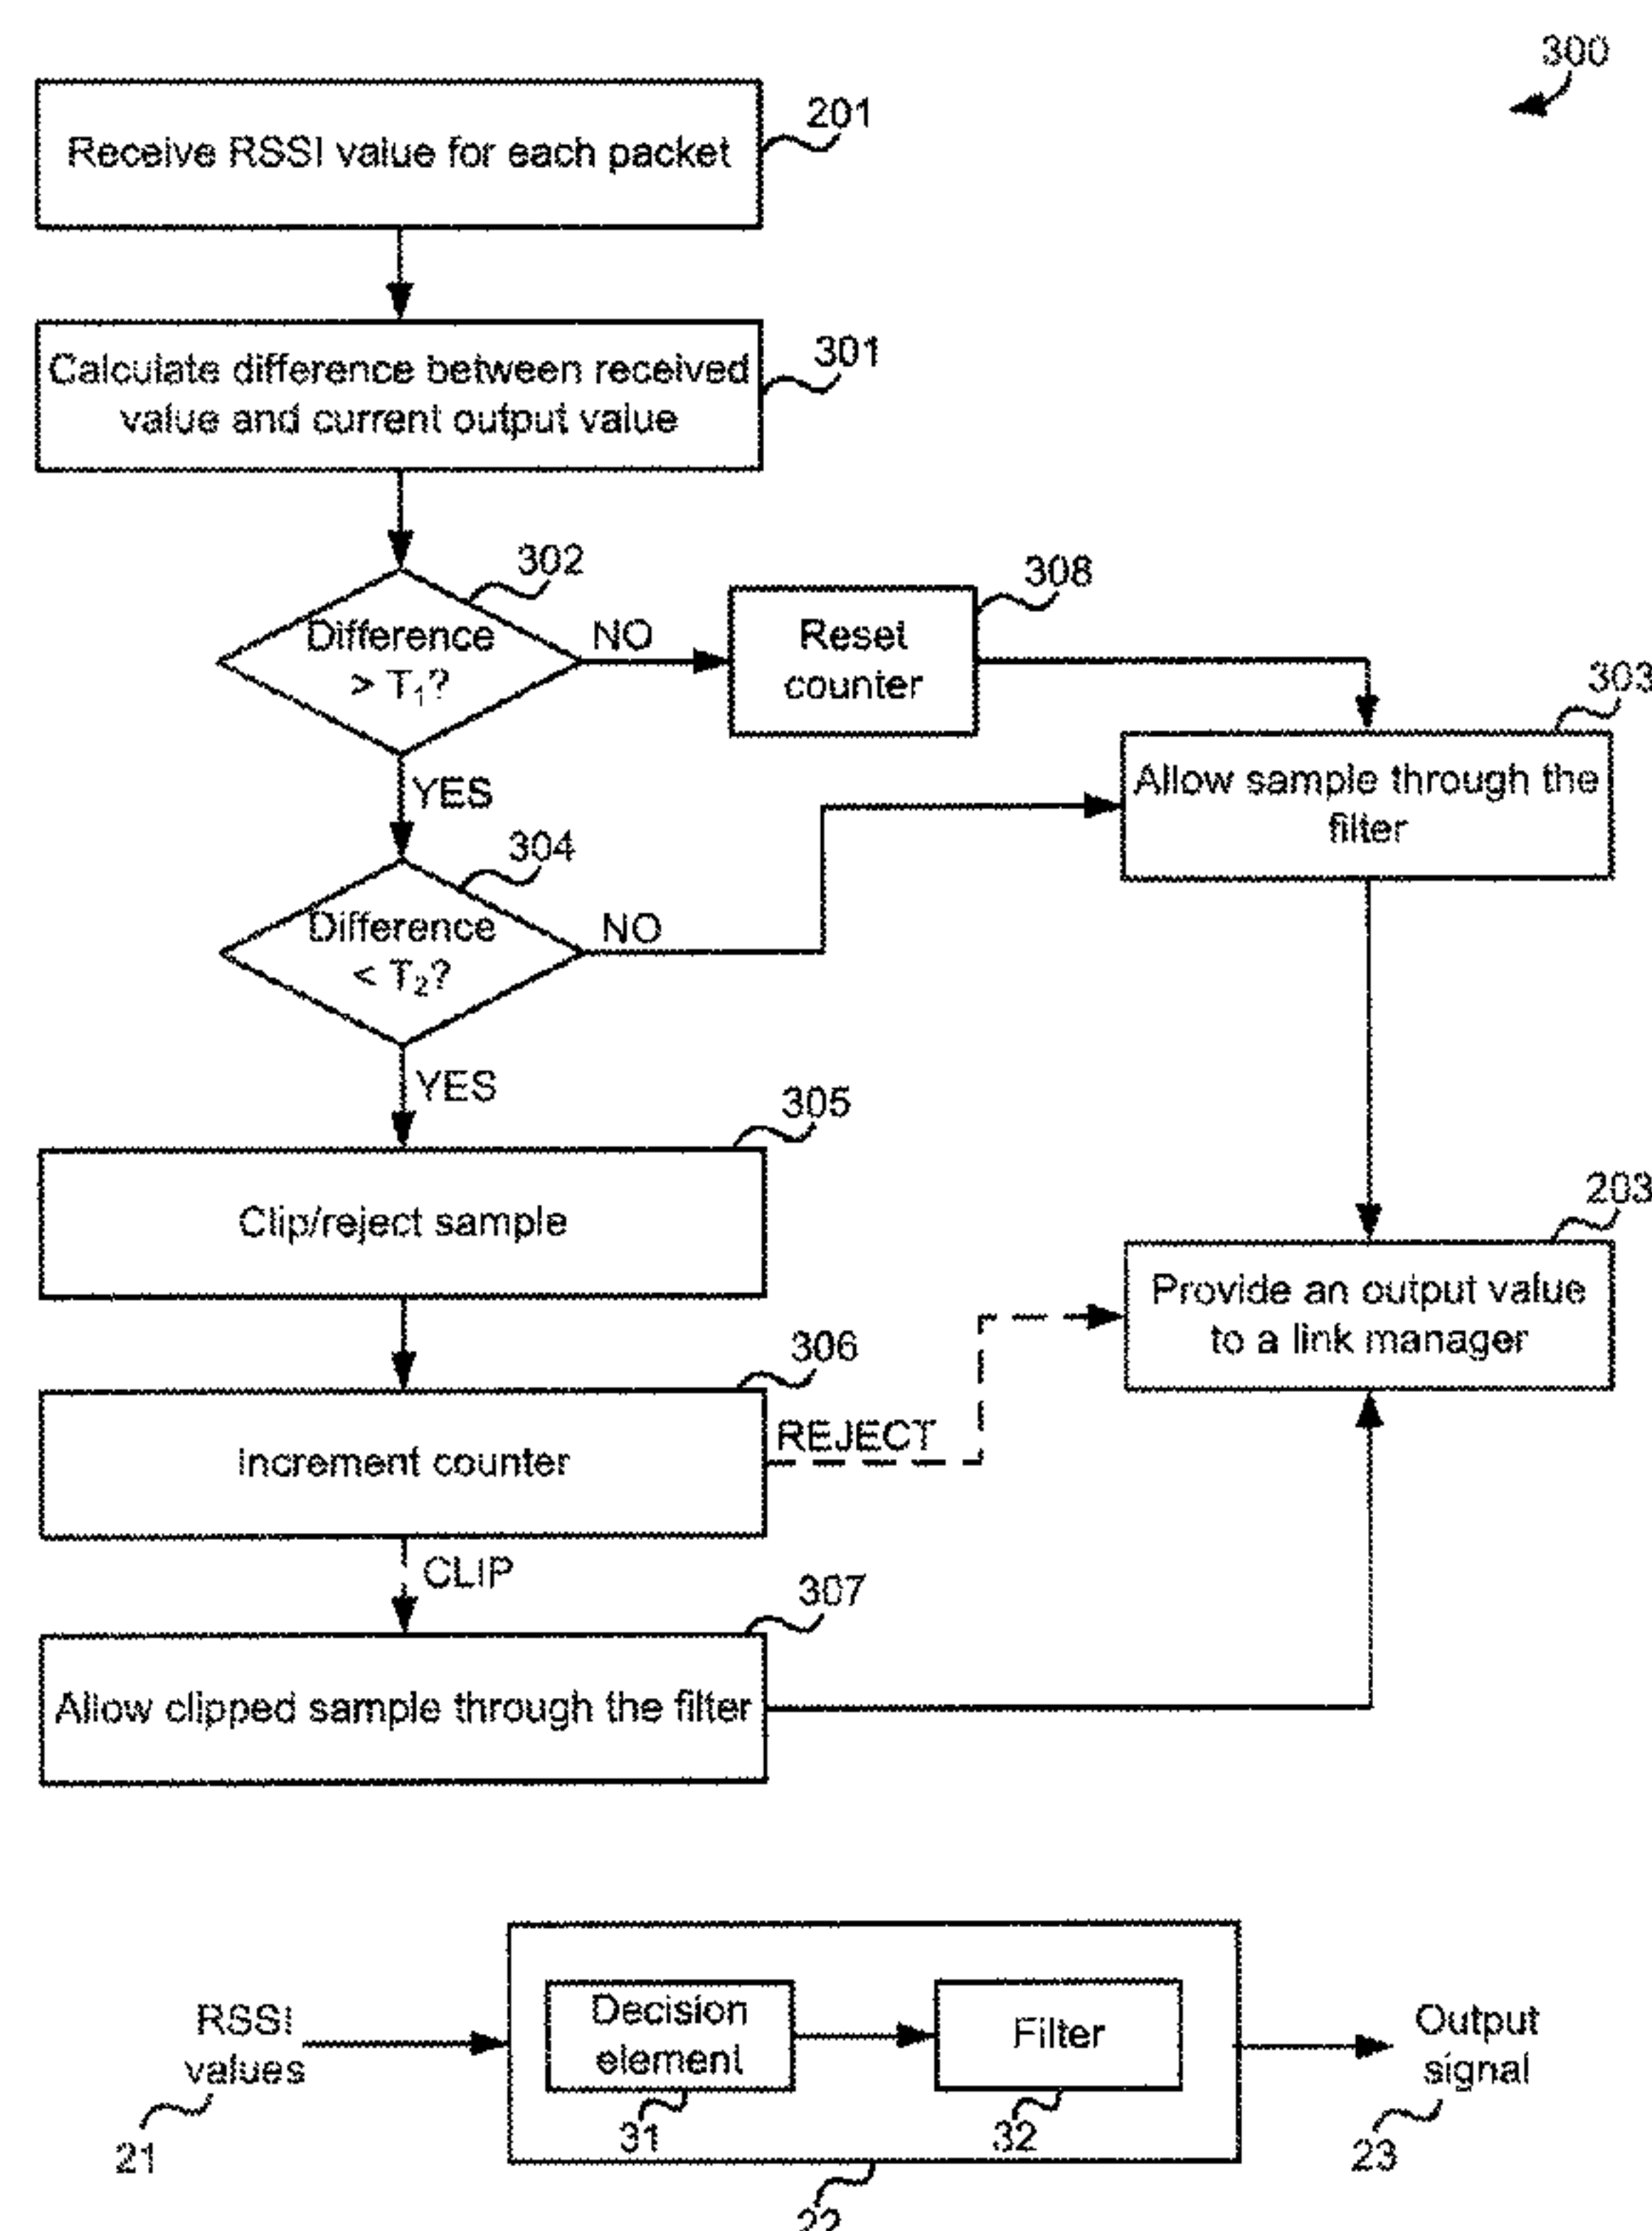 300
201
Receive RSSI value for each packet
301
Calculate difference between received
value and current output value
302
Difference
> T₁?
NO
308
Reset
counter
303
Allow sample through the
filter
YES
304
Difference
< T₂?
NO
YES
305
Clip/reject sample
203
Provide an output value
to a link manager
306
Increment counter
REJECT
CLIP
307
Allow clipped sample through the filter
RSSI
values
21
Decision
element
31
Filter
32
22
Output
signal
23